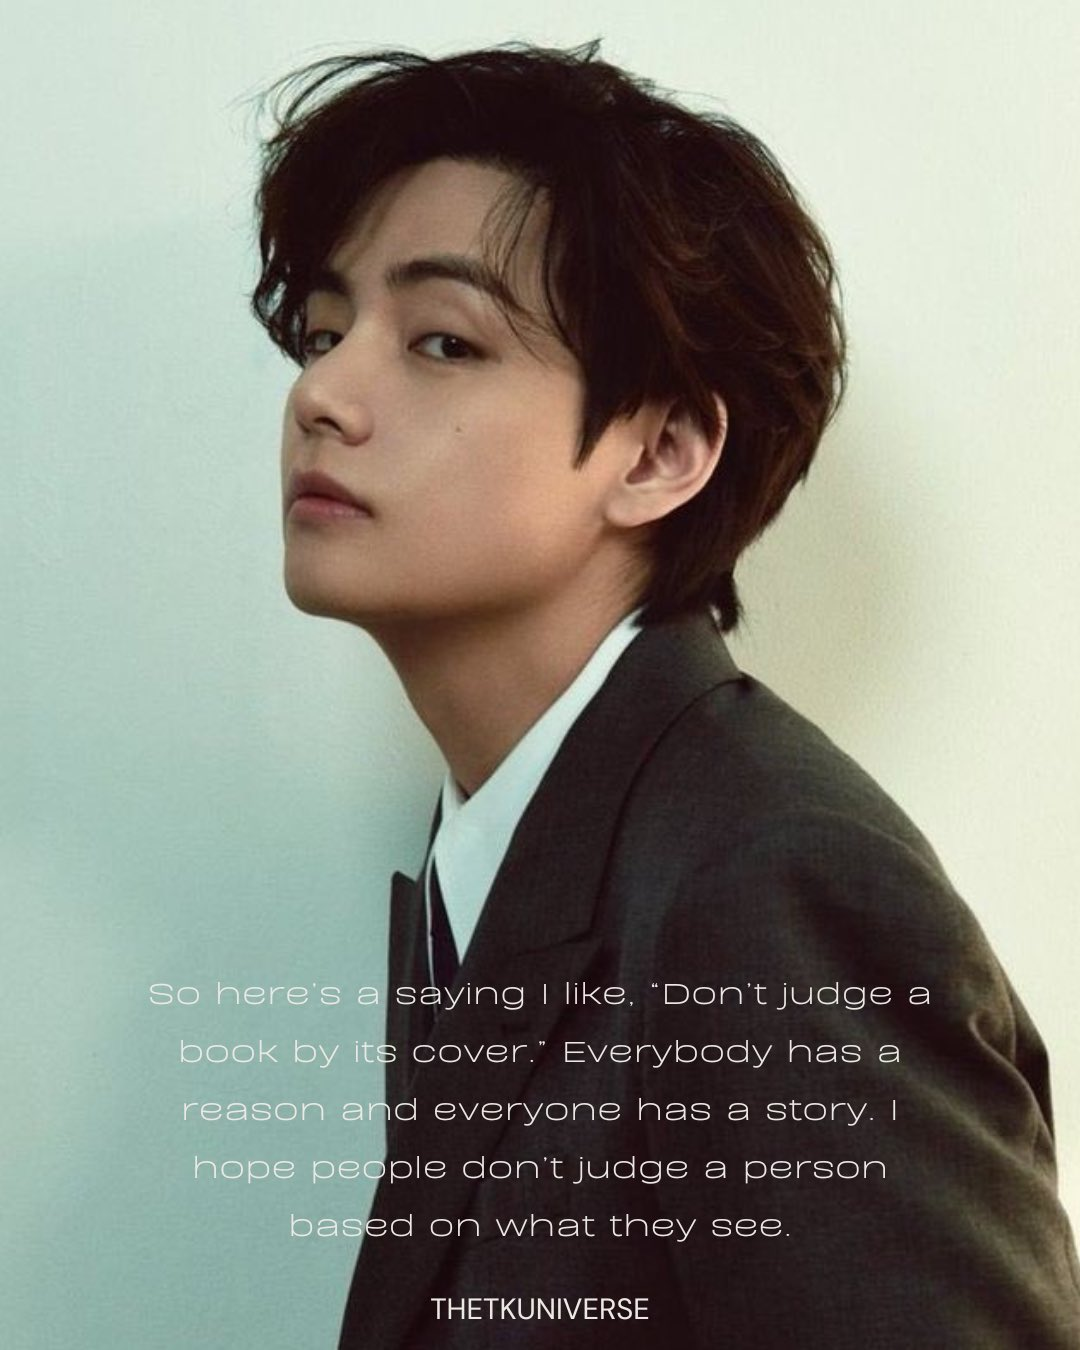 So here's a saying I like, “Don't judge a
book by its cover.” Everybody has a
reason and everyone has a story. I
hope people don't judge a person
based on what they see.
THETKUNIVERSE